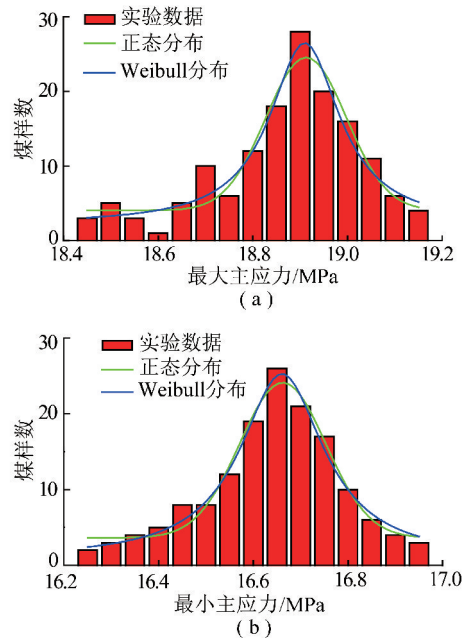 30
20
10
0
煤样数
实验数据
正态分布
Weibull分布
18.4
18.6
18.8
19.0
19.2
最大主应力/MPa
( a )
30
20
10
0
煤样数
实验数据
正态分布
Weibull分布
16.2
16.4
16.6
16.8
17.0
最小主应力/MPa
( b )